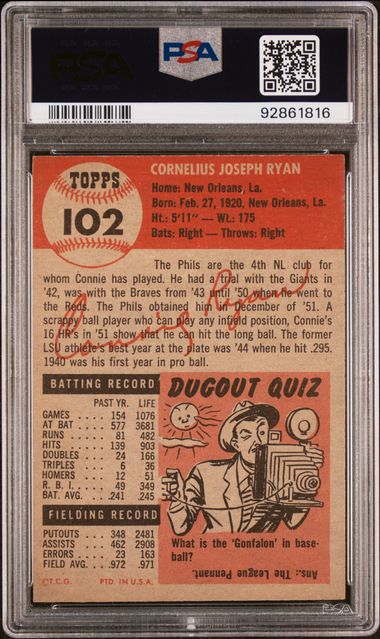 PSA
PSA
92861816
TOPPS
102
CORNELIUS JOSEPH RYAN
Home: New Orleans, La.
Born: Feb. 27, 1920, New Orleans, La.
Ht.: 5'11" — Wt.: 175
Bats: Right — Throws: Right
The Phils are the 4th NL club for
whom Connie has played. He had a trial with the Giants in
'42, was with the Braves from '43 until '50 when he went to
the Reds. The Phils obtained him in December of '51. A
scrappy ball player who can play any infield position, Connie's
16 HR's in '51 show that he can hit the long ball. The former
LSU athlete's best year at the plate was '44 when he hit .295.
1940 was his first year in pro ball.
Connie Ryan
BATTING RECORD
PAST YR. LIFE
GAMES 154 1076
AT BAT 577 3681
RUNS 81 482
HITS 139 903
DOUBLES 24 166
TRIPLES 6 36
HOMERS 12 51
R. B. I. 49 349
BAT. AVG. .241 .245
FIELDING RECORD
PUTOUTS 348 2481
ASSISTS 462 2908
ERRORS 23 163
FIELD AVG. .972 .971
©T.C.G. PTD. IN U.S.A.
DUGOUT QUIZ
What is the 'Gonfalon' in base-
ball?
Ans.: The League Pennant.
PSA